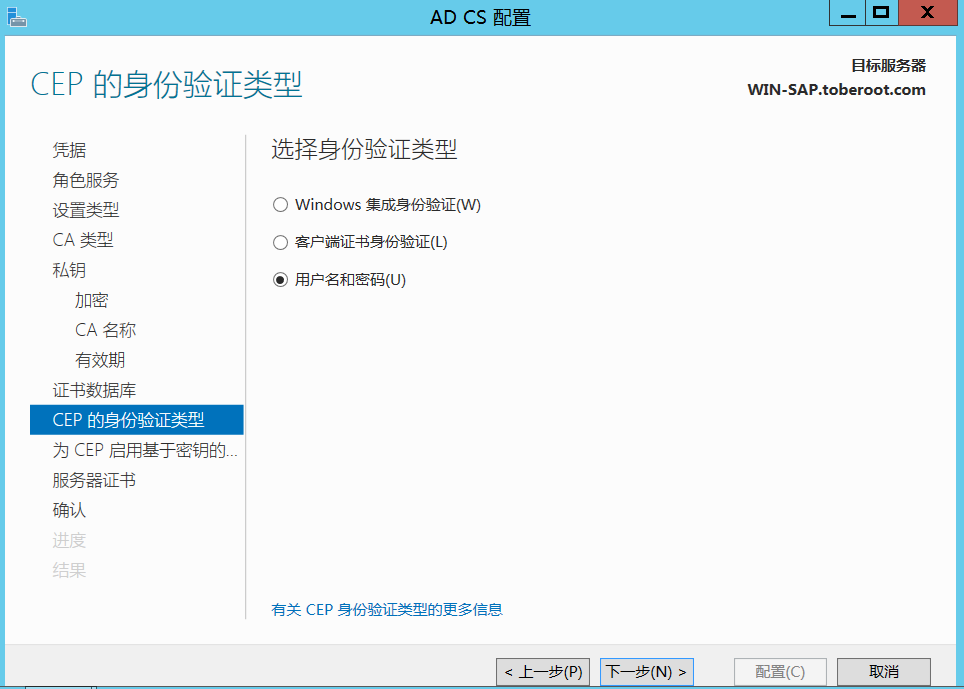 AD CS 配置
CEP 的身份验证类型
目标服务器
WIN-SAP.toberoot.com
凭据
角色服务
设置类型
CA 类型
私钥
加密
CA 名称
有效期
证书数据库
CEP 的身份验证类型
为 CEP 启用基于密钥的...
服务器证书
确认
进度
结果
选择身份验证类型
Windows 集成身份验证(W)
客户端证书身份验证(L)
用户名和密码(U)
有关 CEP 身份验证类型的更多信息
< 上一步(P)
下一步(N) >
配置(C)
取消